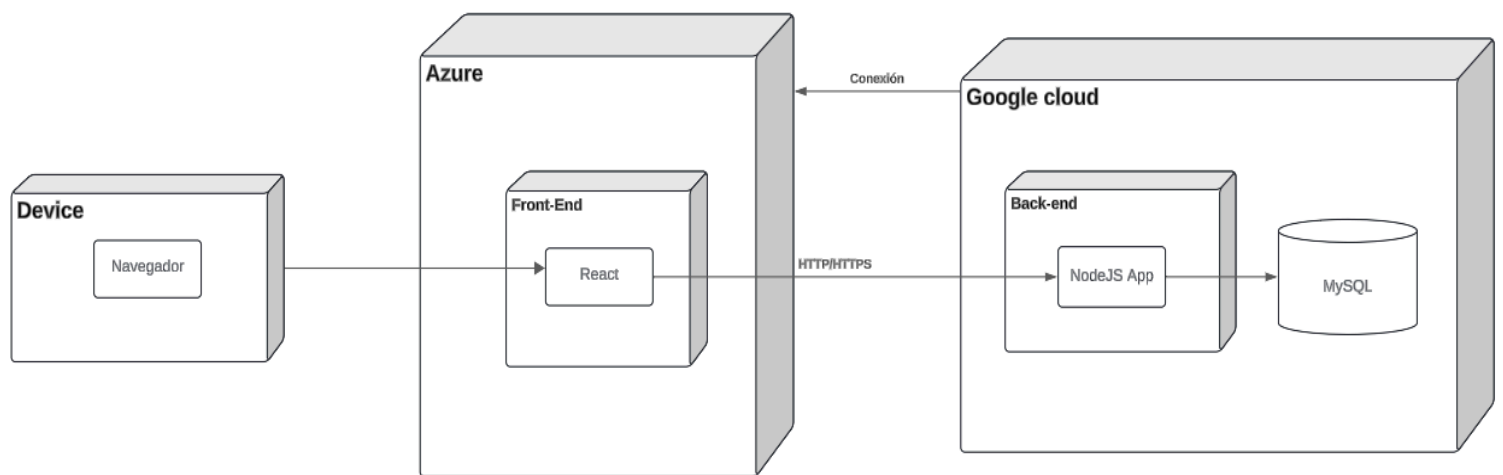 Azure
Conexión
Google cloud
Device
Navegador
Front-End
React
HTTP/HTTPS
Back-end
NodeJS App
MySQL